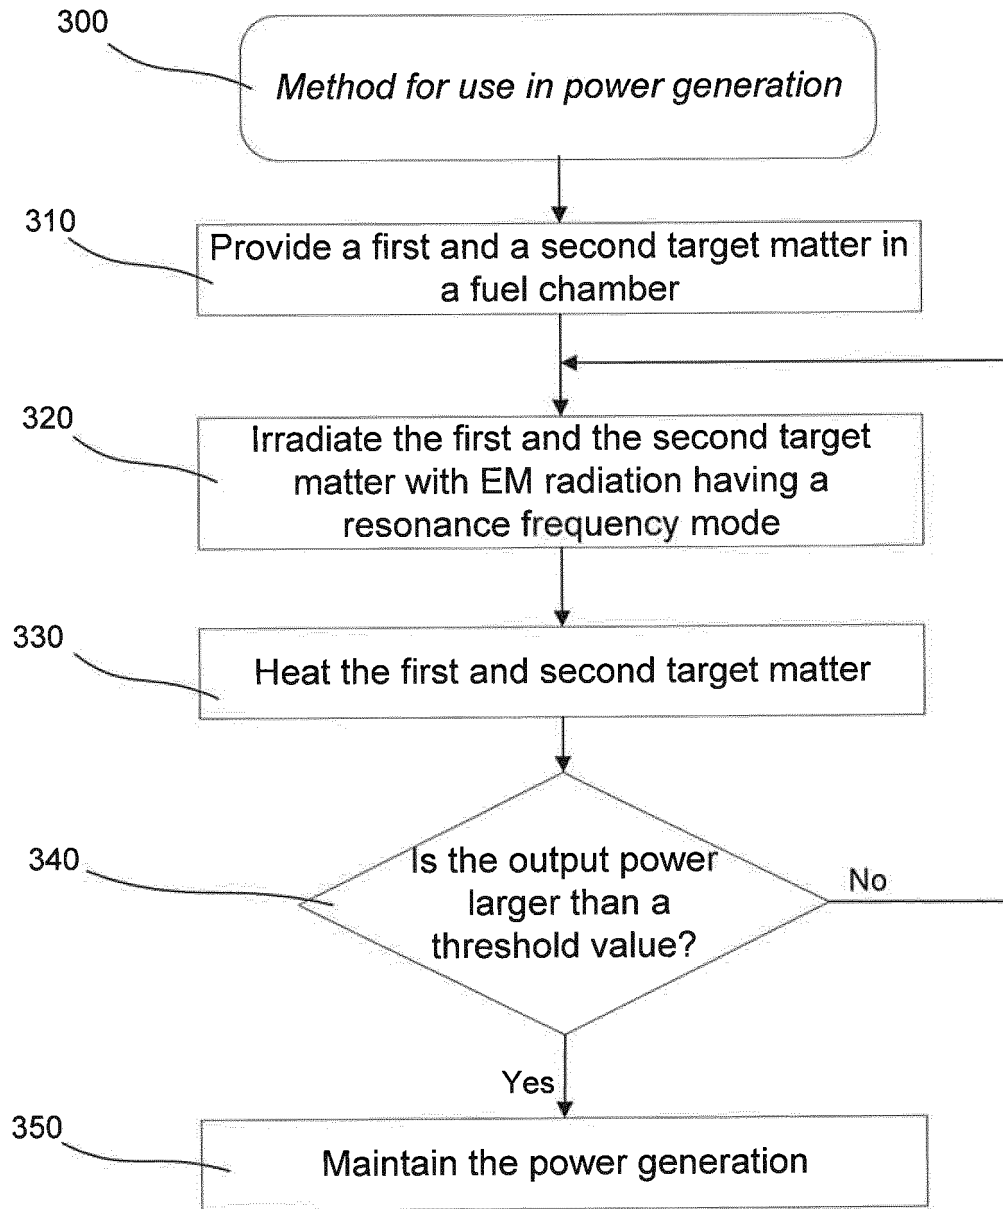 300
Method for use in power generation
310
Provide a first and a second target matter in
a fuel chamber
320
Irradiate the first and the second target
matter with EM radiation having a
resonance frequency mode
330
Heat the first and second target matter
340
Is the output power
larger than a
threshold value?
No
Yes
350
Maintain the power generation